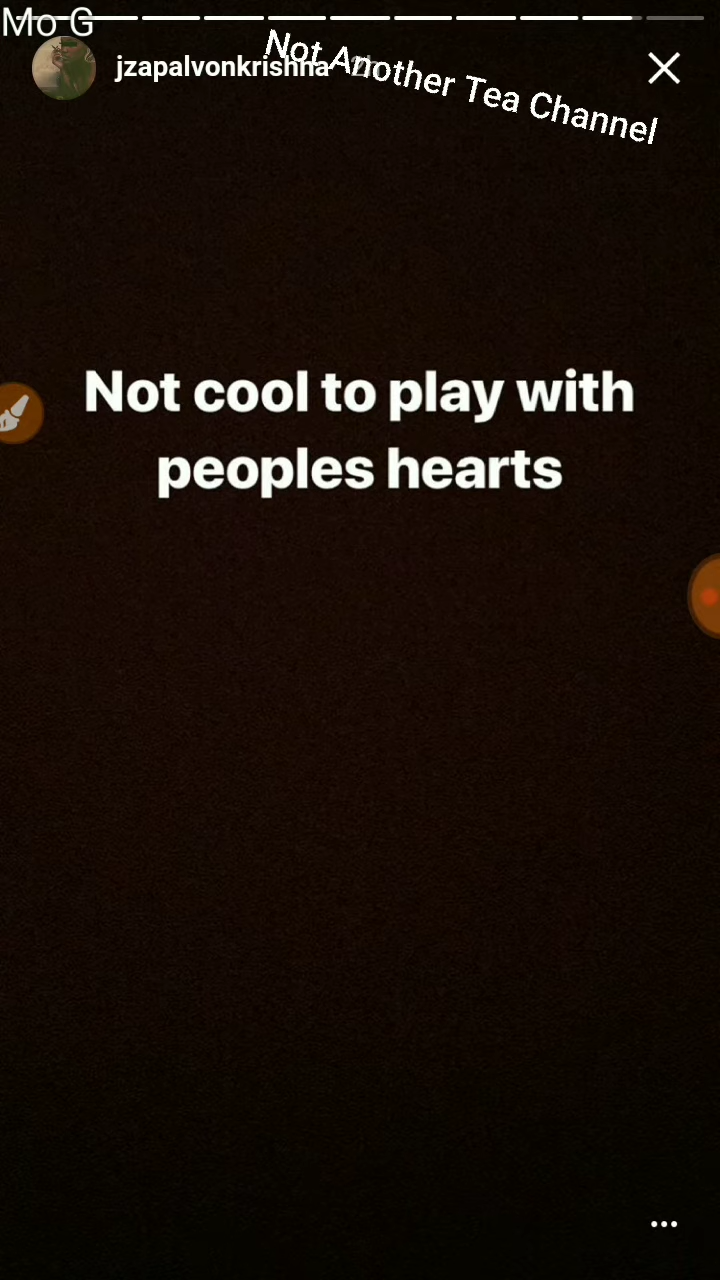 Mo G
Not Another Tea Channel
jzapalvonkrishna
Not cool to play with
peoples hearts